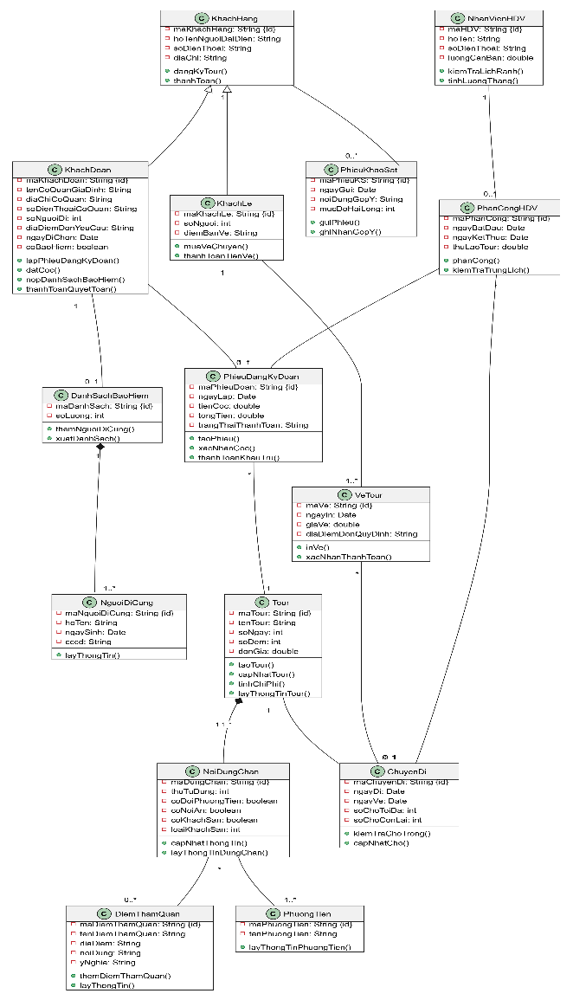 C KhachHang
maKhachHang: String {id}
hoTenNguoiDaiDien: String
soDienThoai: String
diaChi: String
dangKyTour()
thanhToan()
C NhanVienHDV
maHDV: String {id}
hoTen: String
soDienThoai: String
luongCanBan: double
kiemTraLichRanh()
tinhLuongThang()
1
1
0..*
0..1
C KhachDoan
maKhachDoan: String {id}
tenCoQuanGiaDinh: String
diaChiCoQuan: String
soDienThoaiCoQuan: String
soNguoiDi: int
diaDiemDonYeuCau: String
ngayDiChon: Date
coBaoHiem: boolean
lapPhieuDangKyDoan()
datCoc()
nopDanhSachBaoHiem()
thanhToanQuyetToan()
C KhachLe
maKhachLe: String {id}
soNguoi: int
diemBanVe: String
muaVeChuyen()
thanhToanTienVe()
C PhieuKhaoSat
maPhieuKS: String {id}
ngayGui: Date
noiDungGopY: String
mucDoHaiLong: int
guiPhieu()
ghiNhanGopY()
C PhanCongHDV
maPhanCong: String {id}
ngayBatDau: Date
ngayKetThuc: Date
thuLaoTour: double
phanCong()
kiemTraTrungLich()
1
1
*
0..1
C DanhSachBaoHiem
maDanhSach: String {id}
soLuong: int
themNguoiDiCung()
xuatDanhSach()
1
C PhieuDangKyDoan
maPhieuDoan: String {id}
ngayLap: Date
tienCoc: double
tongTien: double
trangThaiThanhToan: String
taoPhieu()
xacNhanCoc()
thanhToanKhauTru()
*
1..*
C VeTour
maVe: String {id}
ngayIn: Date
giaVe: double
diaDiemDonQuyDinh: String
inVe()
xacNhanThanhToan()
*
1..*
1
C NguoiDiCung
maNguoiDiCung: String {id}
hoTen: String
ngaySinh: Date
cccd: String
layThongTin()
C Tour
maTour: String {id}
tenTour: String
soNgay: int
soDem: int
donGia: double
taoTour()
capNhatTour()
tinhChiPhi()
layThongTinTour()
1
C NoiDungChan
maDungChan: String {id}
thuTuDung: int
coDoiPhuongTien: boolean
coNoiAn: boolean
coKhachSan: boolean
loaiKhachSan: int
capNhatThongTin()
layThongTinDungChan()
C ChuyenDi
maChuyenDi: String {id}
ngayDi: Date
ngayVe: Date
soChoToiDa: int
soChoConLai: int
kiemTraChoTrong()
capNhatCho()
*
0..*
1..*
C DiemThamQuan
maDiemThamQuan: String {id}
tenDiemThamQuan: String
diaDiem: String
noiDung: String
yNghia: String
themDiemThamQuan()
layThongTin()
C PhuongTien
maPhuongTien: String {id}
tenPhuongTien: String
layThongTinPhuongTien()